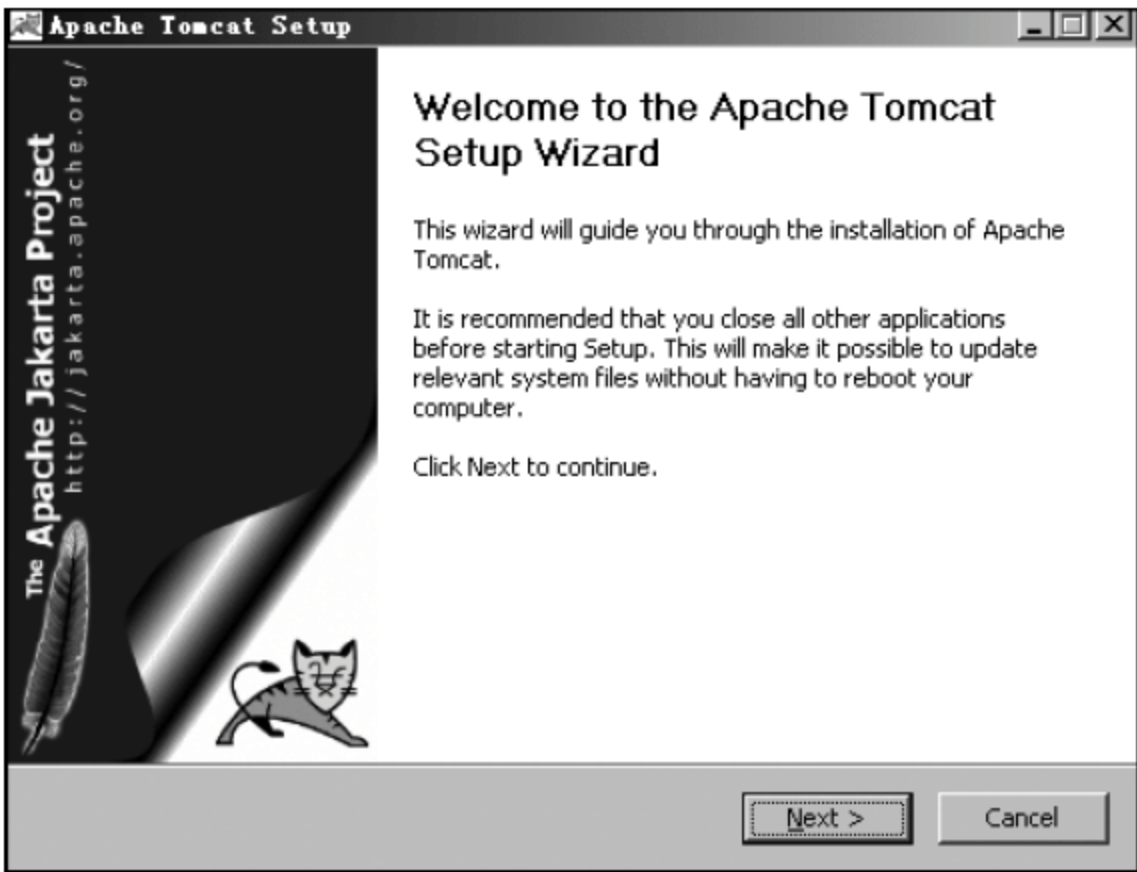 Apache Tomcat Setup
The Apache Jakarta Project
http://jakarta.apache.org/
Welcome to the Apache Tomcat
Setup Wizard
This wizard will guide you through the installation of Apache
Tomcat.
It is recommended that you close all other applications
before starting Setup. This will make it possible to update
relevant system files without having to reboot your
computer.
Click Next to continue.
Next >
Cancel